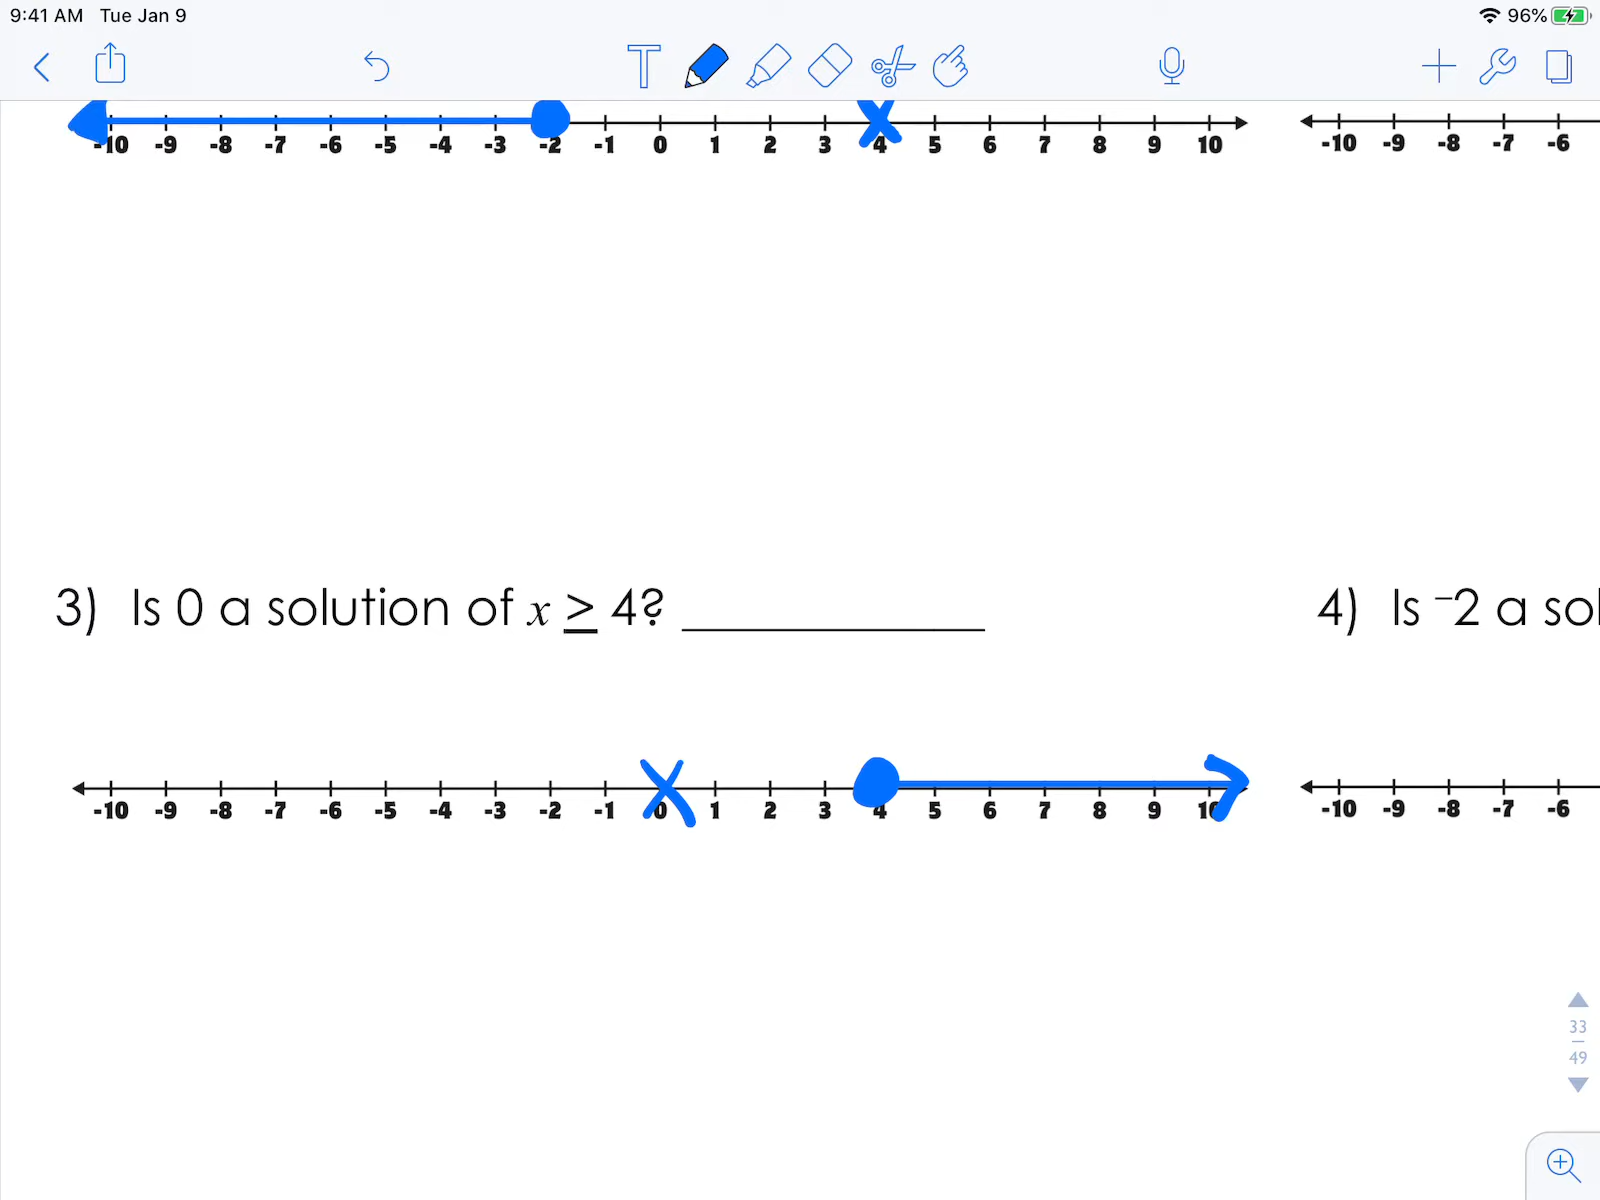 9:41 AM Tue Jan 9
96%
-10 -9 -8 -7 -6 -5 -4 -3 -2 -1 0 1 2 3 4 5 6 7 8 9 10
-10 -9 -8 -7 -6
3) Is 0 a solution of x ≥ 4? ____________
4) Is ⁻2 a sol
-10 -9 -8 -7 -6 -5 -4 -3 -2 -1 0 1 2 3 4 5 6 7 8 9 10
-10 -9 -8 -7 -6
33
49